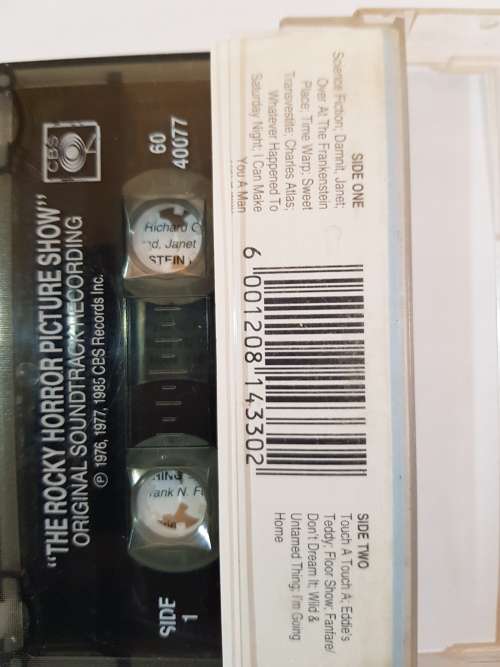 "THE ROCKY HORROR PICTURE SHOW"
ORIGINAL SOUNDTRACK RECORDING
℗ 1976, 1977, 1985 CBS Records Inc.
CBS
60
40077
SIDE
1
Richard O
nd, Janet
STEIN
ank N. F
SIDE ONE
Science Fiction; Damnit, Janet;
Over At The Frankenstein
Place; Time Warp; Sweet
Transvestite; Charles Atlas;
Whatever Happened To
Saturday Night; I Can Make
You A Man
6 001208 143302
SIDE TWO
Touch A Touch A; Eddie's
Teddy; Floor Show; Fanfare/
Don't Dream It; Wild &
Untamed Thing; I'm Going
Home